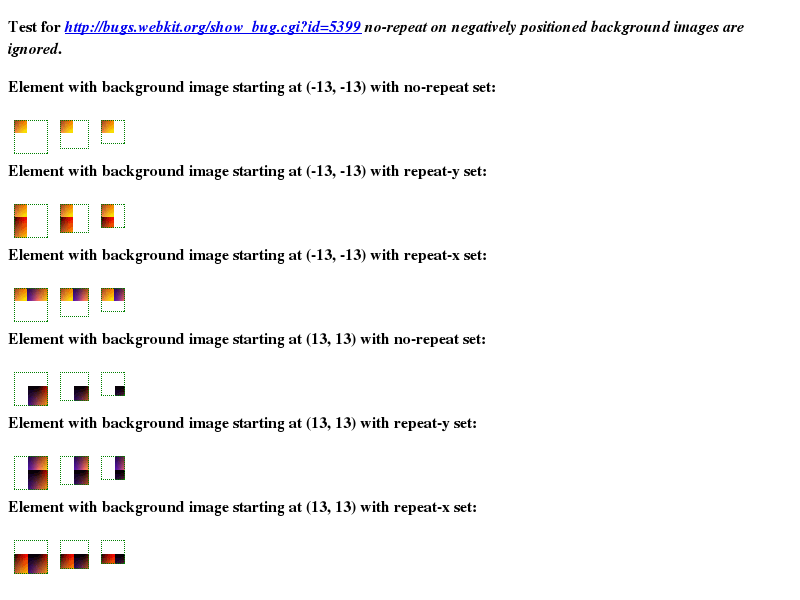 Test for http://bugs.webkit.org/show_bug.cgi?id=5399 no-repeat on negatively positioned background images are
ignored.
Element with background image starting at (-13, -13) with no-repeat set:
Element with background image starting at (-13, -13) with repeat-y set:
Element with background image starting at (-13, -13) with repeat-x set:
Element with background image starting at (13, 13) with no-repeat set:
Element with background image starting at (13, 13) with repeat-y set:
Element with background image starting at (13, 13) with repeat-x set: